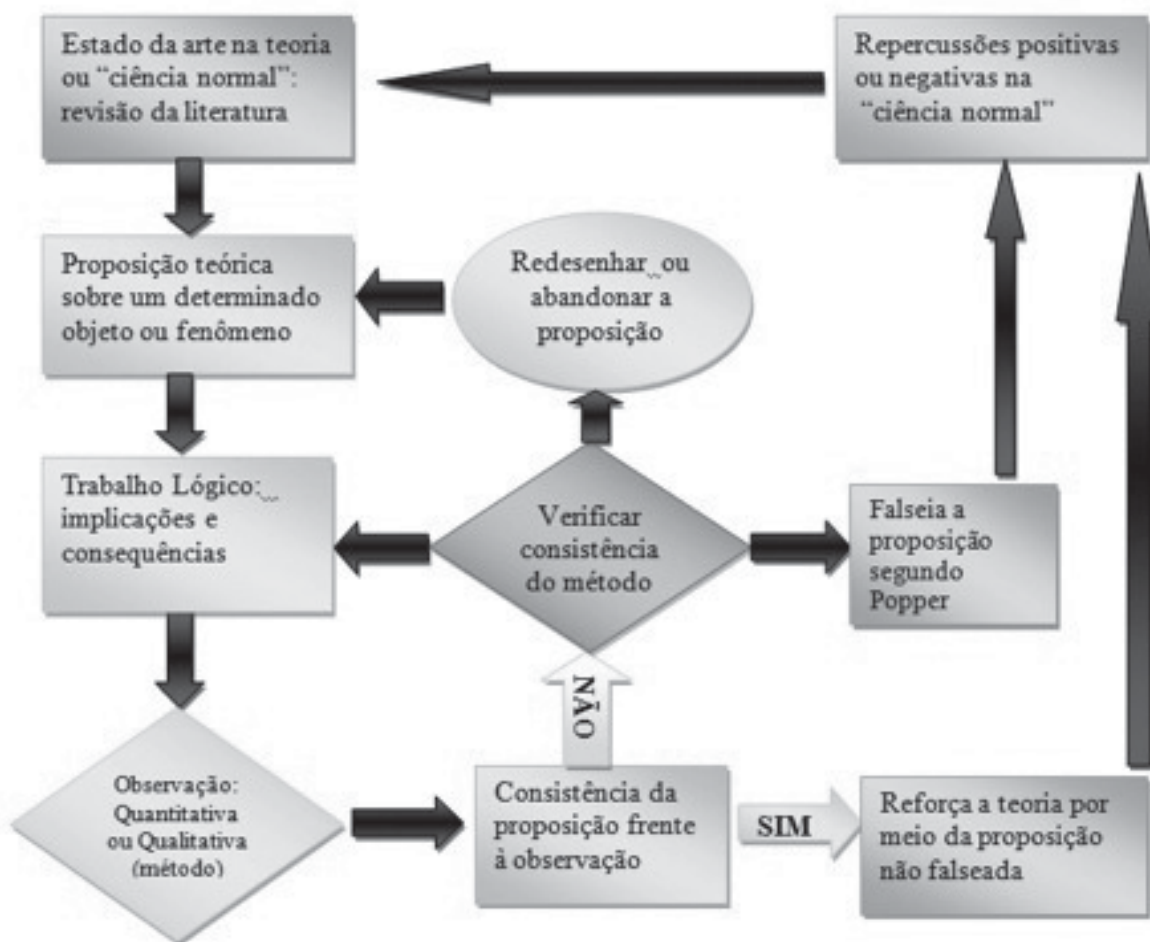 Estado da arte na teoria
ou “ciência normal”:
revisão da literatura
Repercussões positivas
ou negativas na
“ciência normal”
Proposição teórica
sobre um determinado
objeto ou fenômeno
Redesenhar ou
abandonar a
proposição
Trabalho Lógico:
implicações e
consequências
Verificar
consistência
do método
Falseia a
proposição
segundo
Popper
NÃO
Observação:
Quantitativa
ou Qualitativa
(método)
Consistência da
proposição frente
à observação
SIM
Reforça a teoria por
meio da proposição
não falseada